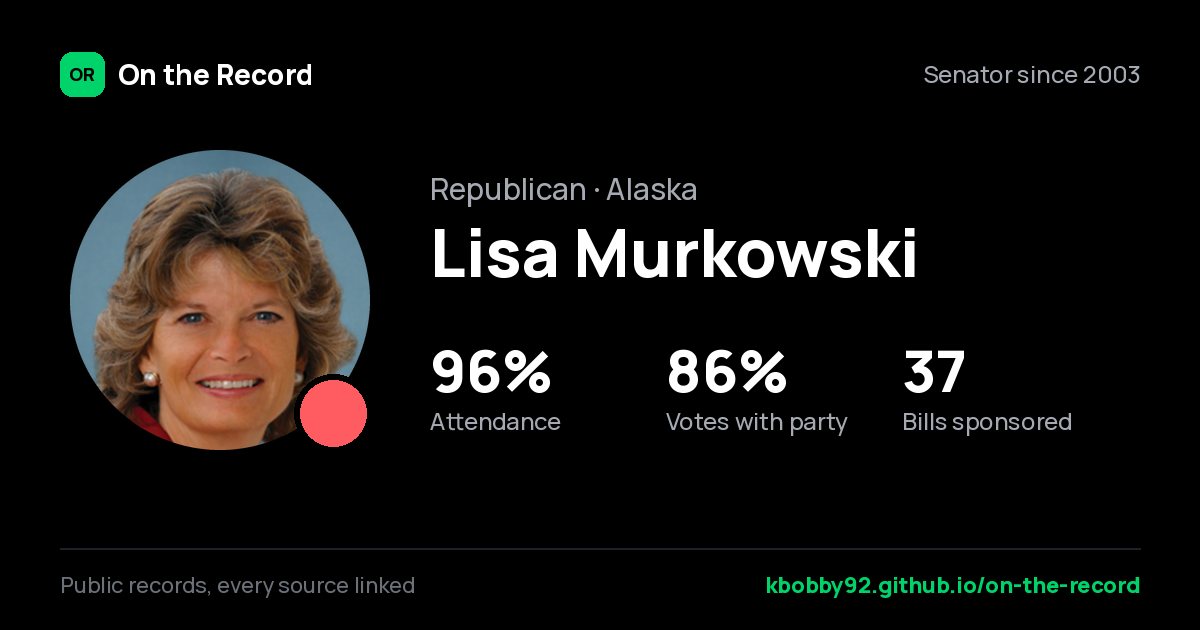 OR On the Record
Senator since 2003
Republican · Alaska
Lisa Murkowski
96% 86% 37
Attendance Votes with party Bills sponsored
Public records, every source linked
kbobby92.github.io/on-the-record